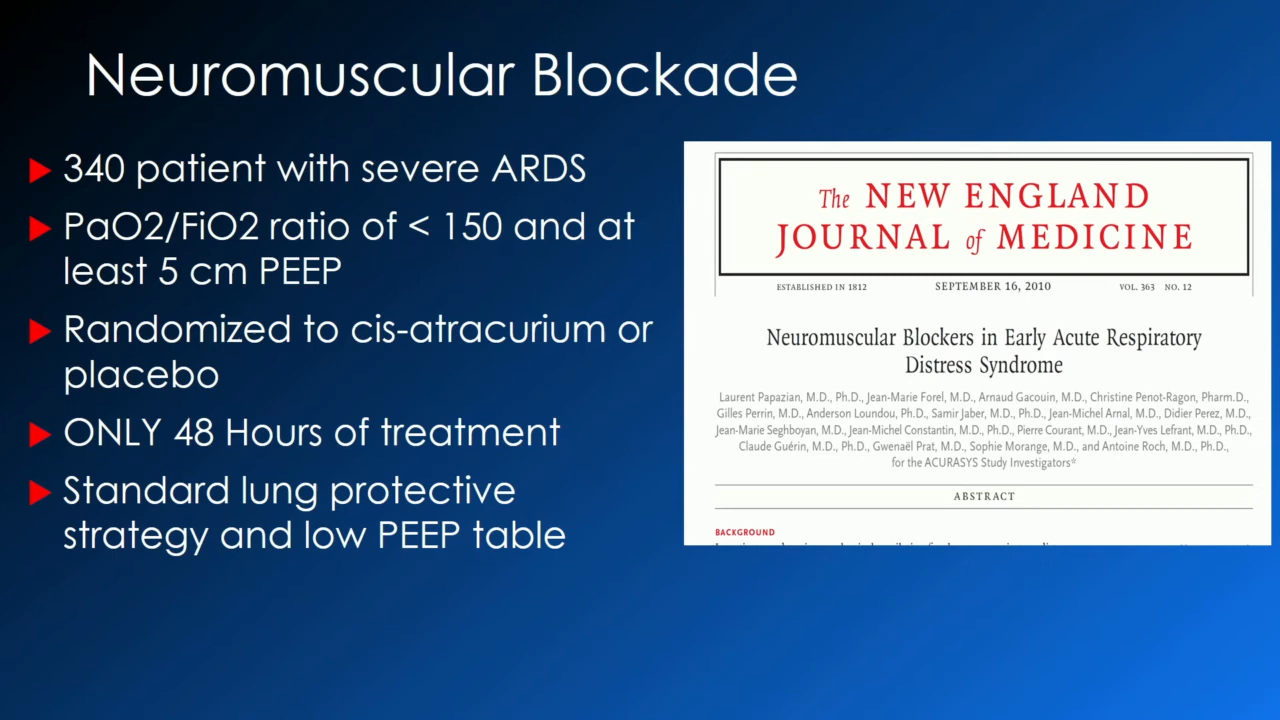 Neuromuscular Blockade
340 patient with severe ARDS
PaO2/FiO2 ratio of < 150 and at
least 5 cm PEEP
Randomized to cis-atracurium or
placebo
ONLY 48 Hours of treatment
Standard lung protective
strategy and low PEEP table
The NEW ENGLAND
JOURNAL of MEDICINE
ESTABLISHED IN 1812 SEPTEMBER 16, 2010 VOL. 363 NO. 12
Neuromuscular Blockers in Early Acute Respiratory
Distress Syndrome
Laurent Papazian, M.D., Ph.D., Jean-Marie Forel, M.D., Arnaud Gacouin, M.D., Christine Penot-Ragon, Pharm.D.,
Gilles Perrin, M.D., Anderson Loundou, Ph.D., Samir Jaber, M.D., Ph.D., Jean-Michel Arnal, M.D., Didier Perez, M.D.,
Jean-Marie Seghboyan, M.D., Jean-Michel Constantin, M.D., Ph.D., Pierre Courant, M.D., Jean-Yves Lefrant, M.D., Ph.D.,
Claude Guérin, M.D., Ph.D., Gwenaël Prat, M.D., Sophie Morange, M.D., and Antoine Roch, M.D., Ph.D.,
for the ACURASYS Study Investigators*
ABSTRACT
BACKGROUND